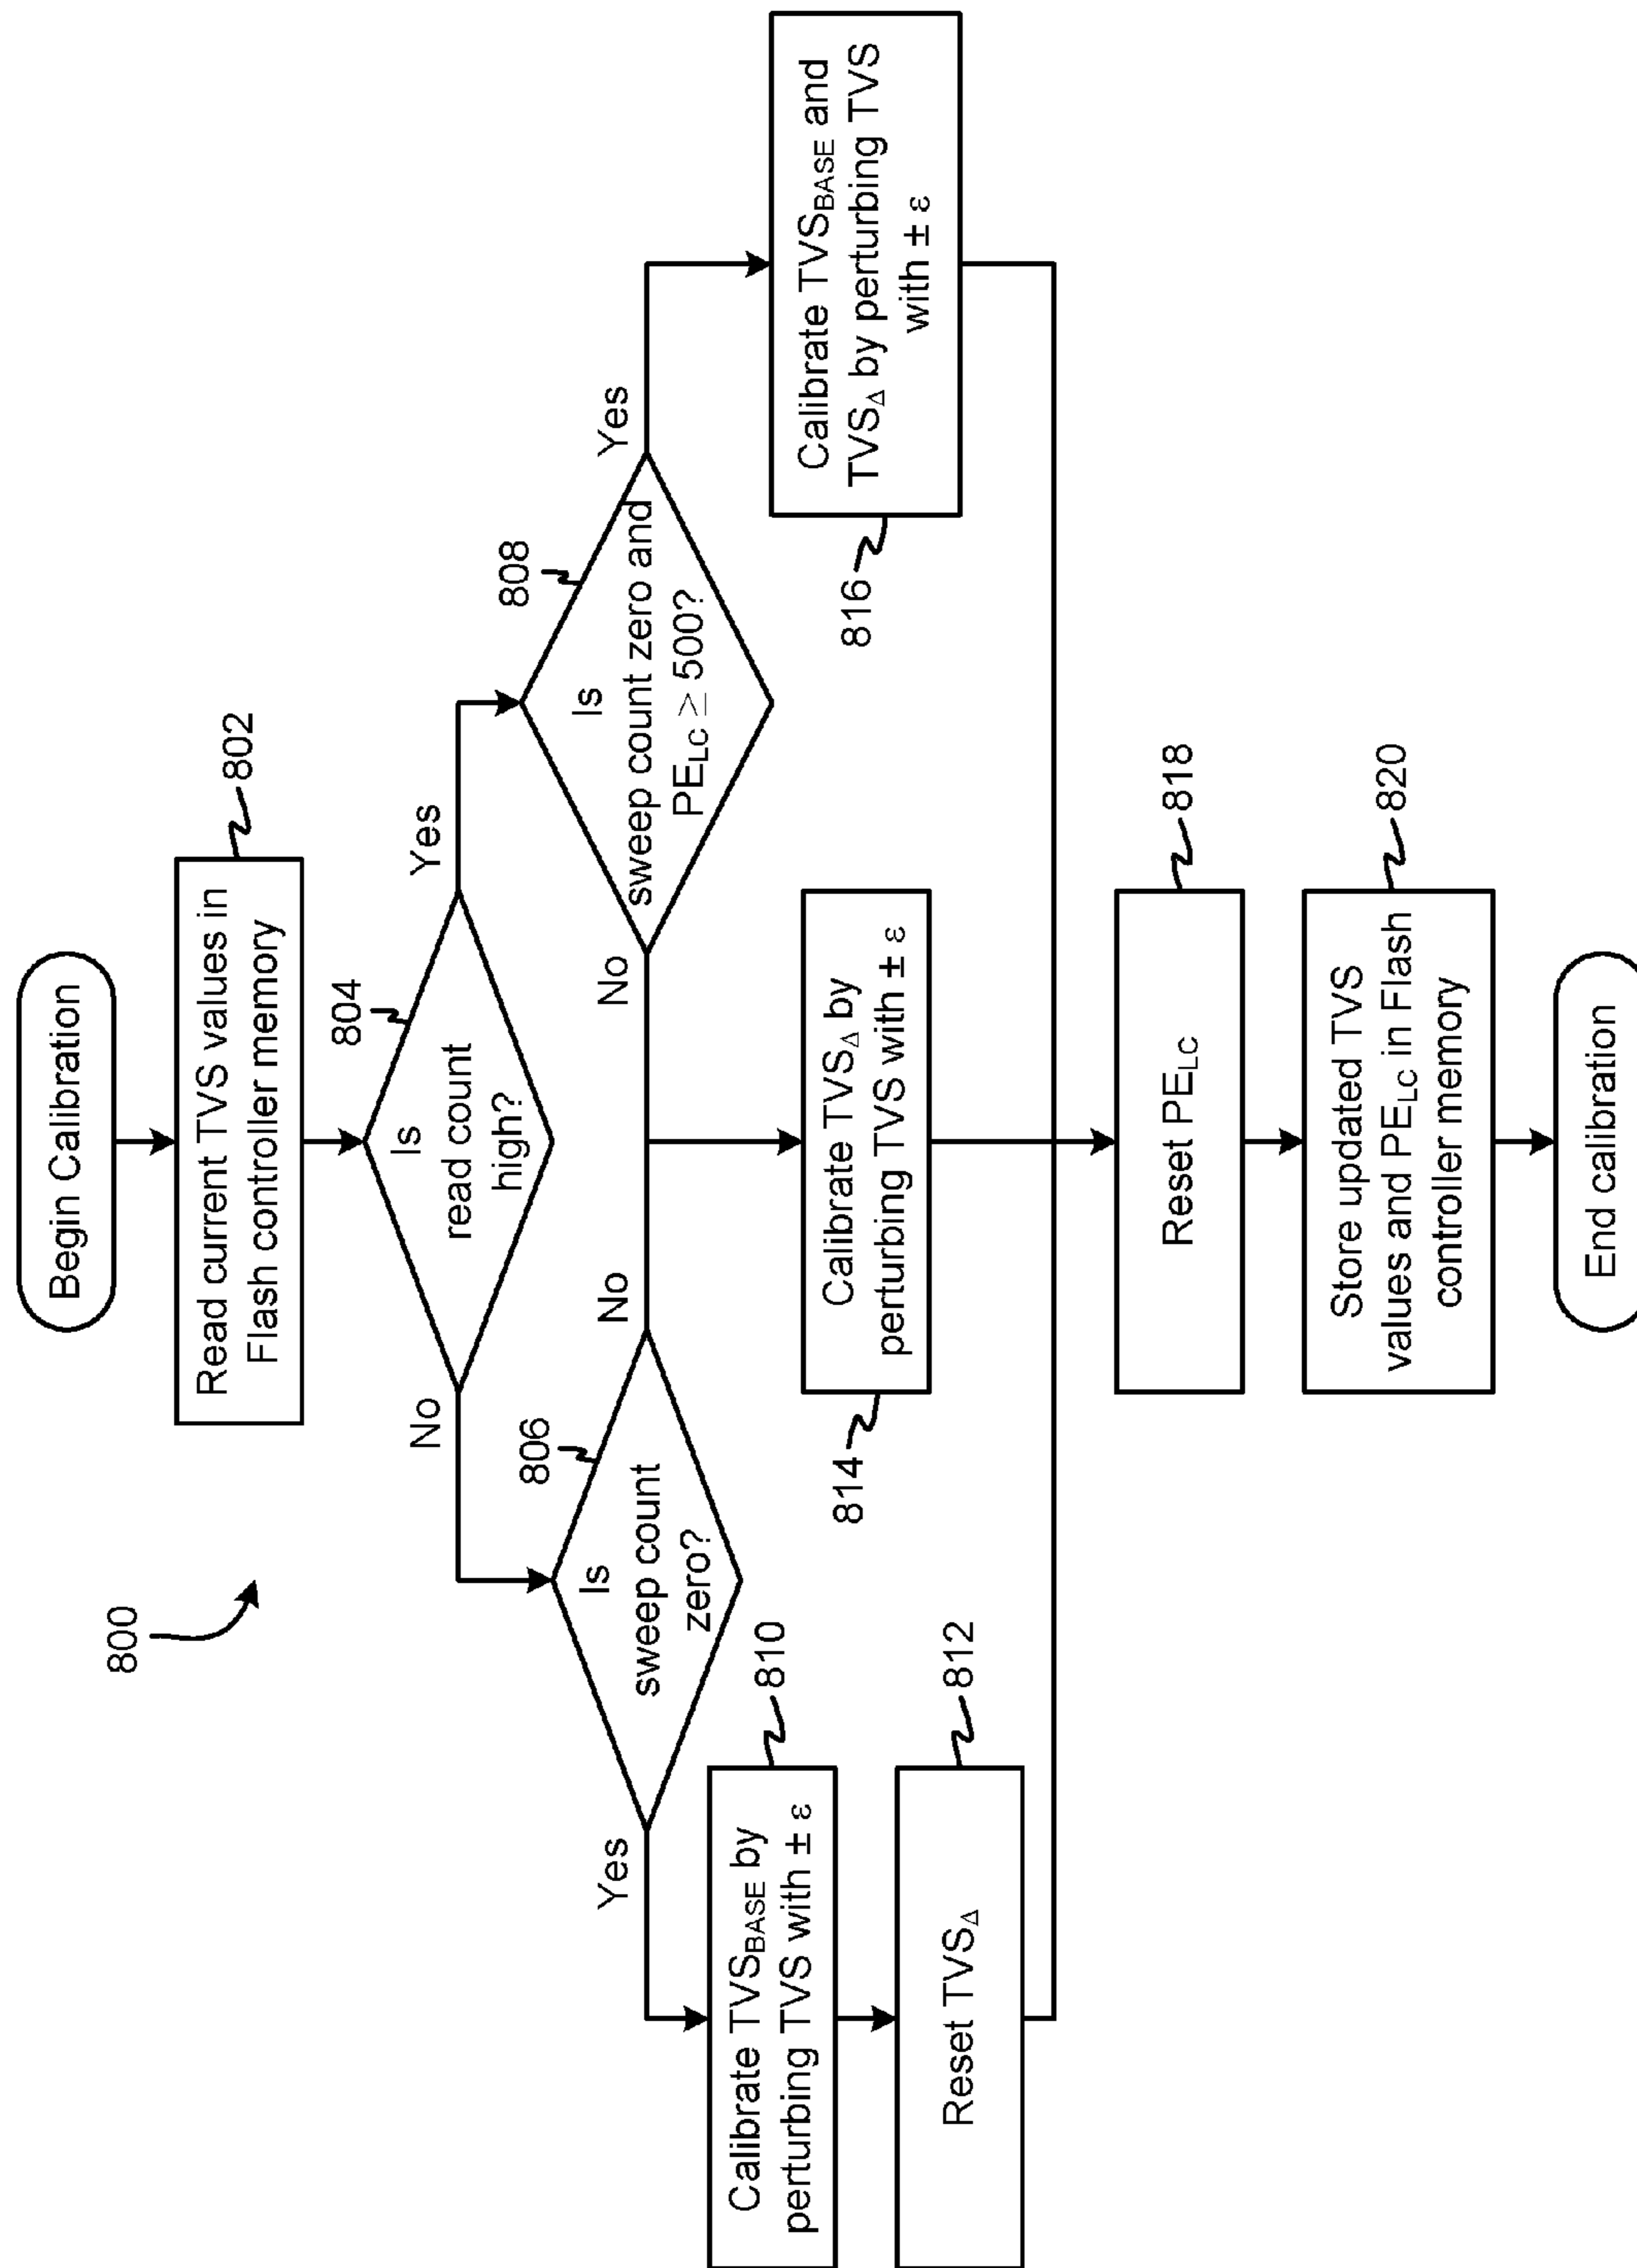 800
Begin Calibration
Read current TVS values in
Flash controller memory
802
Is
read count
high?
804
No
Yes
Is
sweep count
zero?
806
Is
sweep count zero and
PE_LC ≥ 500?
808
Yes
No
No
Yes
Calibrate TVS_BASE by
perturbing TVS with ± ε
810
Reset TVS_Δ
812
Calibrate TVS_Δ by
perturbing TVS with ± ε
814
Calibrate TVS_BASE and
TVS_Δ by perturbing TVS
with ± ε
816
Reset PE_LC
818
Store updated TVS
values and PE_LC in Flash
controller memory
820
End calibration